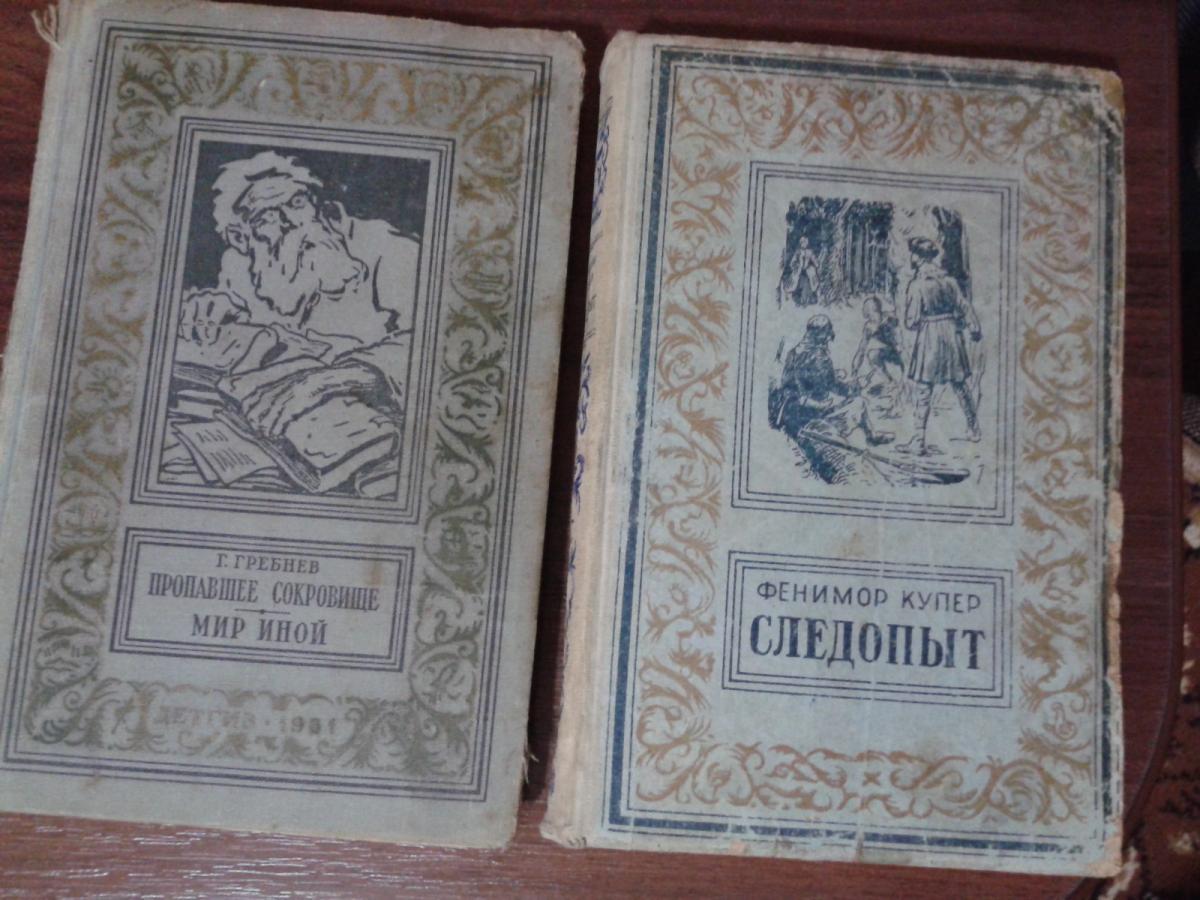 Г. ГРЕБНЕВ
ПРОПАВШЕЕ СОКРОВИЩЕ
МИР ИНОЙ
ДЕТГИЗ • 1961
ФЕНИМОР КУПЕР
СЛЕДОПЫТ